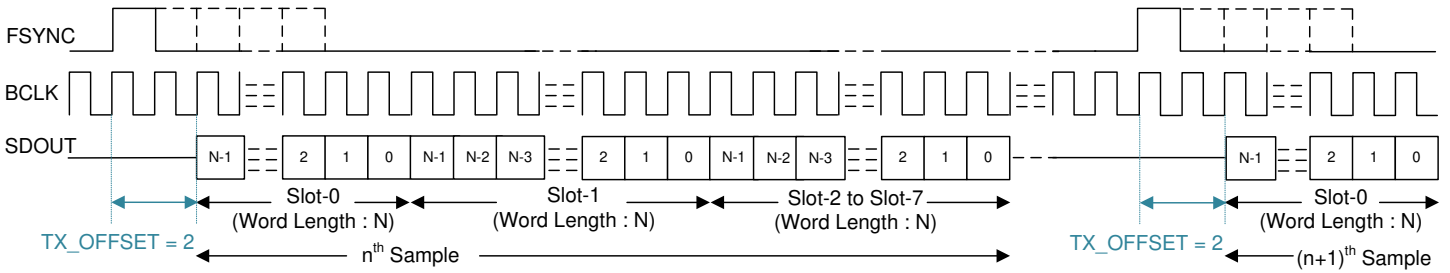 FSYNC
BCLK
SDOUT
N-1 2 1 0 N-1 N-2 N-3 2 1 0 N-1 N-2 N-3 2 1 0 N-1 2 1 0
Slot-0
(Word Length : N)
Slot-1
(Word Length : N)
Slot-2 to Slot-7
(Word Length : N)
Slot-0
(Word Length : N)
TX_OFFSET = 2
nth Sample
TX_OFFSET = 2
(n+1)th Sample